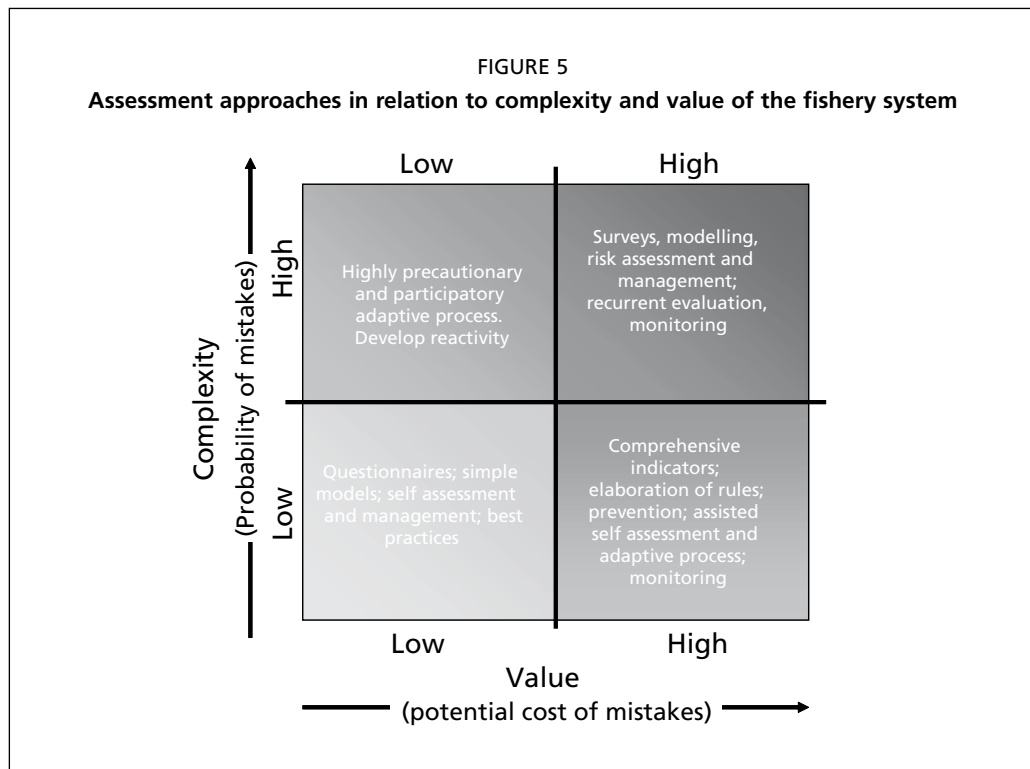 FIGURE 5
Assessment approaches in relation to complexity and value of the fishery system
Low
High
Complexity
(Probability of mistakes)
High
Low
Highly precautionary
and participatory
adaptive process.
Develop reactivity
Surveys, modelling,
risk assessment and
management;
recurrent evaluation,
monitoring
Questionnaires; simple
models; self assessment
and management; best
practices
Comprehensive
indicators;
elaboration of rules;
prevention; assisted
self assessment and
adaptive process;
monitoring
Low
High
Value
(potential cost of mistakes)